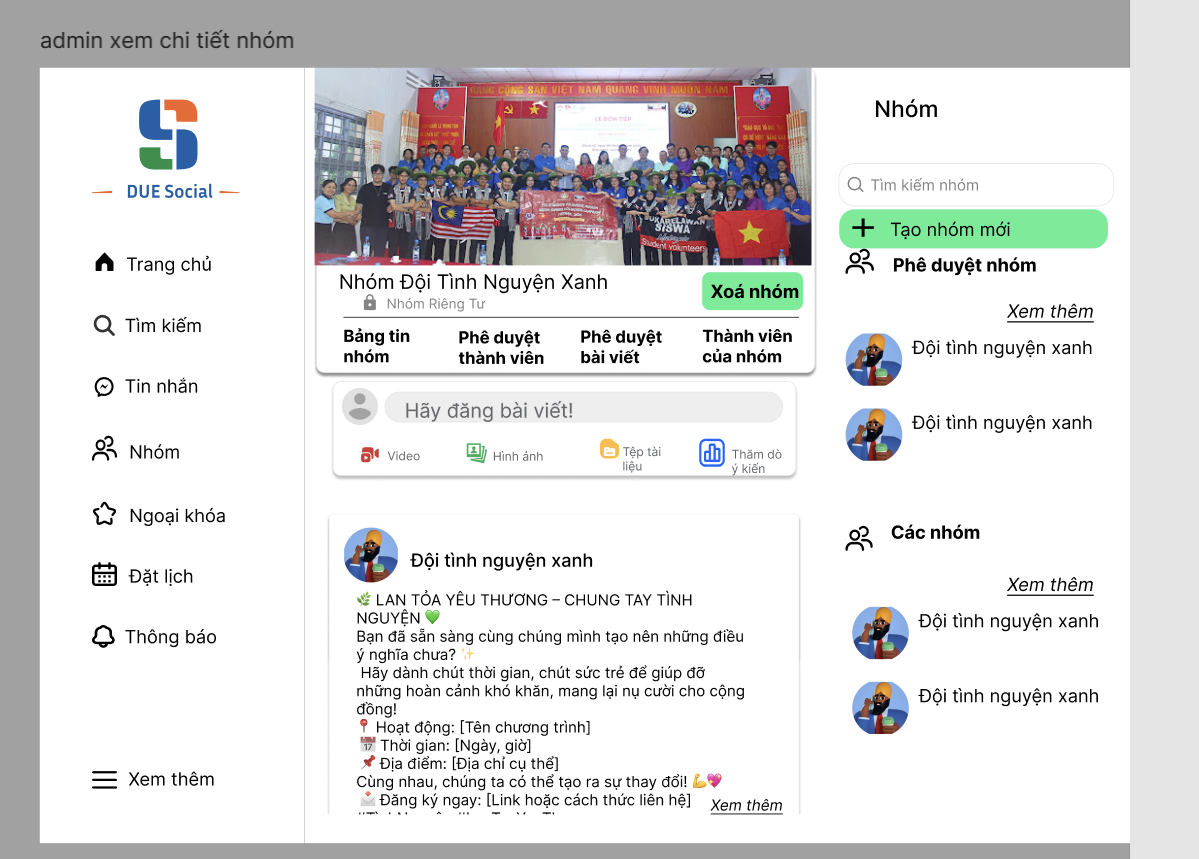 admin xem chi tiết nhóm
DUE Social
Trang chủ
Tìm kiếm
Tin nhắn
Nhóm
Ngoại khóa
Đặt lịch
Thông báo
Xem thêm
ĐẢNG CỘNG SẢN VIỆT NAM QUANG VINH MUÔN NĂM
LỄ ĐÓN TIẾP
SUKARELAWAN
SISWA
Student volunteers
Nhóm Đội Tình Nguyện Xanh
Nhóm Riêng Tư
Xoá nhóm
Bảng tin
nhóm
Phê duyệt
thành viên
Phê duyệt
bài viết
Thành viên
của nhóm
Hãy đăng bài viết!
Video
Hình ảnh
Tệp tài
liệu
Thăm dò
ý kiến
Đội tình nguyện xanh
🌿 LAN TỎA YÊU THƯƠNG – CHUNG TAY TÌNH
NGUYỆN 💚
Bạn đã sẵn sàng cùng chúng mình tạo nên những điều
ý nghĩa chưa? ✨
Hãy dành chút thời gian, chút sức trẻ để giúp đỡ
những hoàn cảnh khó khăn, mang lại nụ cười cho cộng
đồng!
📍 Hoạt động: [Tên chương trình]
📅 Thời gian: [Ngày, giờ]
📌 Địa điểm: [Địa chỉ cụ thể]
Cùng nhau, chúng ta có thể tạo ra sự thay đổi! 💪💖
📩 Đăng ký ngay: [Link hoặc cách thức liên hệ]
Xem thêm
Nhóm
Tìm kiếm nhóm
Tạo nhóm mới
Phê duyệt nhóm
Xem thêm
Đội tình nguyện xanh
Đội tình nguyện xanh
Các nhóm
Xem thêm
Đội tình nguyện xanh
Đội tình nguyện xanh